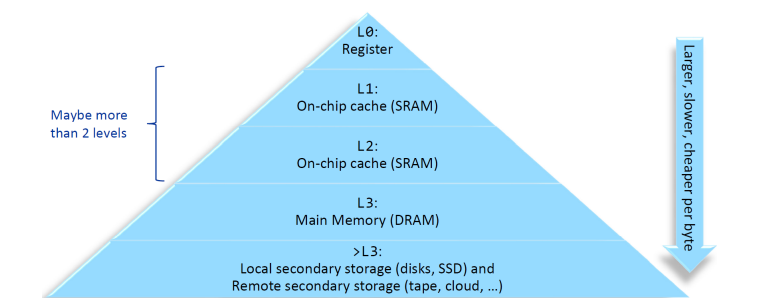 L0:
Register
L1:
On-chip cache (SRAM)
Maybe more
than 2 levels
L2:
On-chip cache (SRAM)
L3:
Main Memory (DRAM)
>L3:
Local secondary storage (disks, SSD) and
Remote secondary storage (tape, cloud, …)
Larger, slower, cheaper per byte